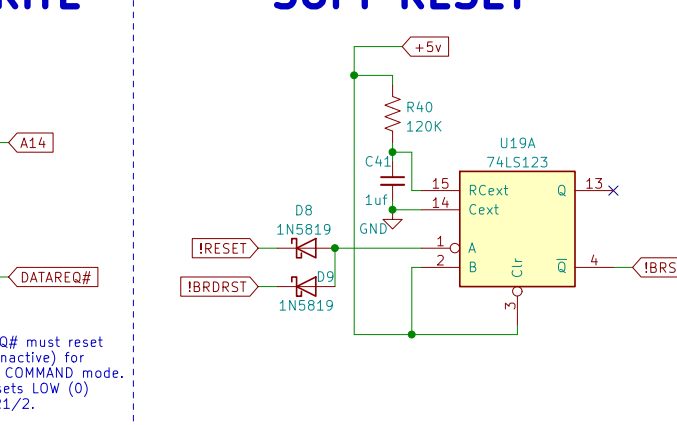 SOFT RESET
+5v
R40
120K
A14
U19A
74LS123
C41
15
RCext
Q
13
1uf
14
Cext
D8
GND
1N5819
!RESET
1
A
2
B
Clr
Q
4
!BRS
DATAREQ#
!BRDRST
D9
1N5819
3
Q# must reset
nactive) for
COMMAND mode.
sets LOW (0)
21/2.